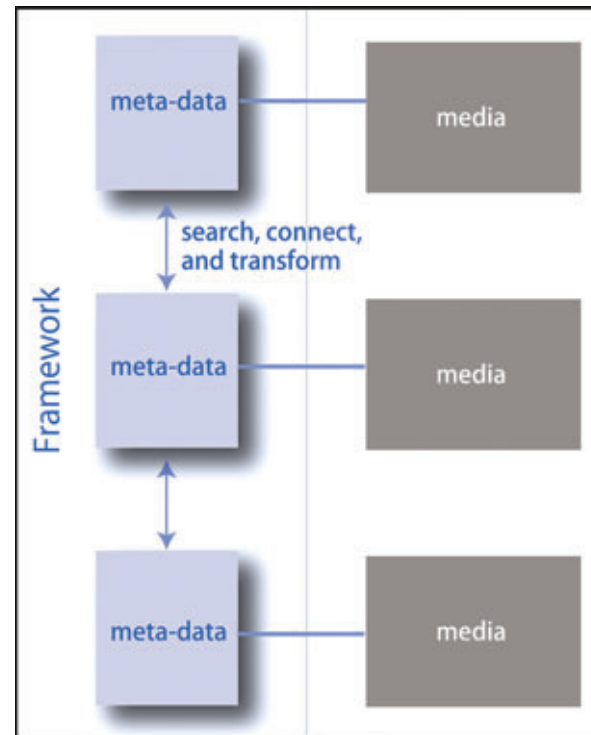 meta-data
media
search, connect,
and transform
Framework
meta-data
media
meta-data
media